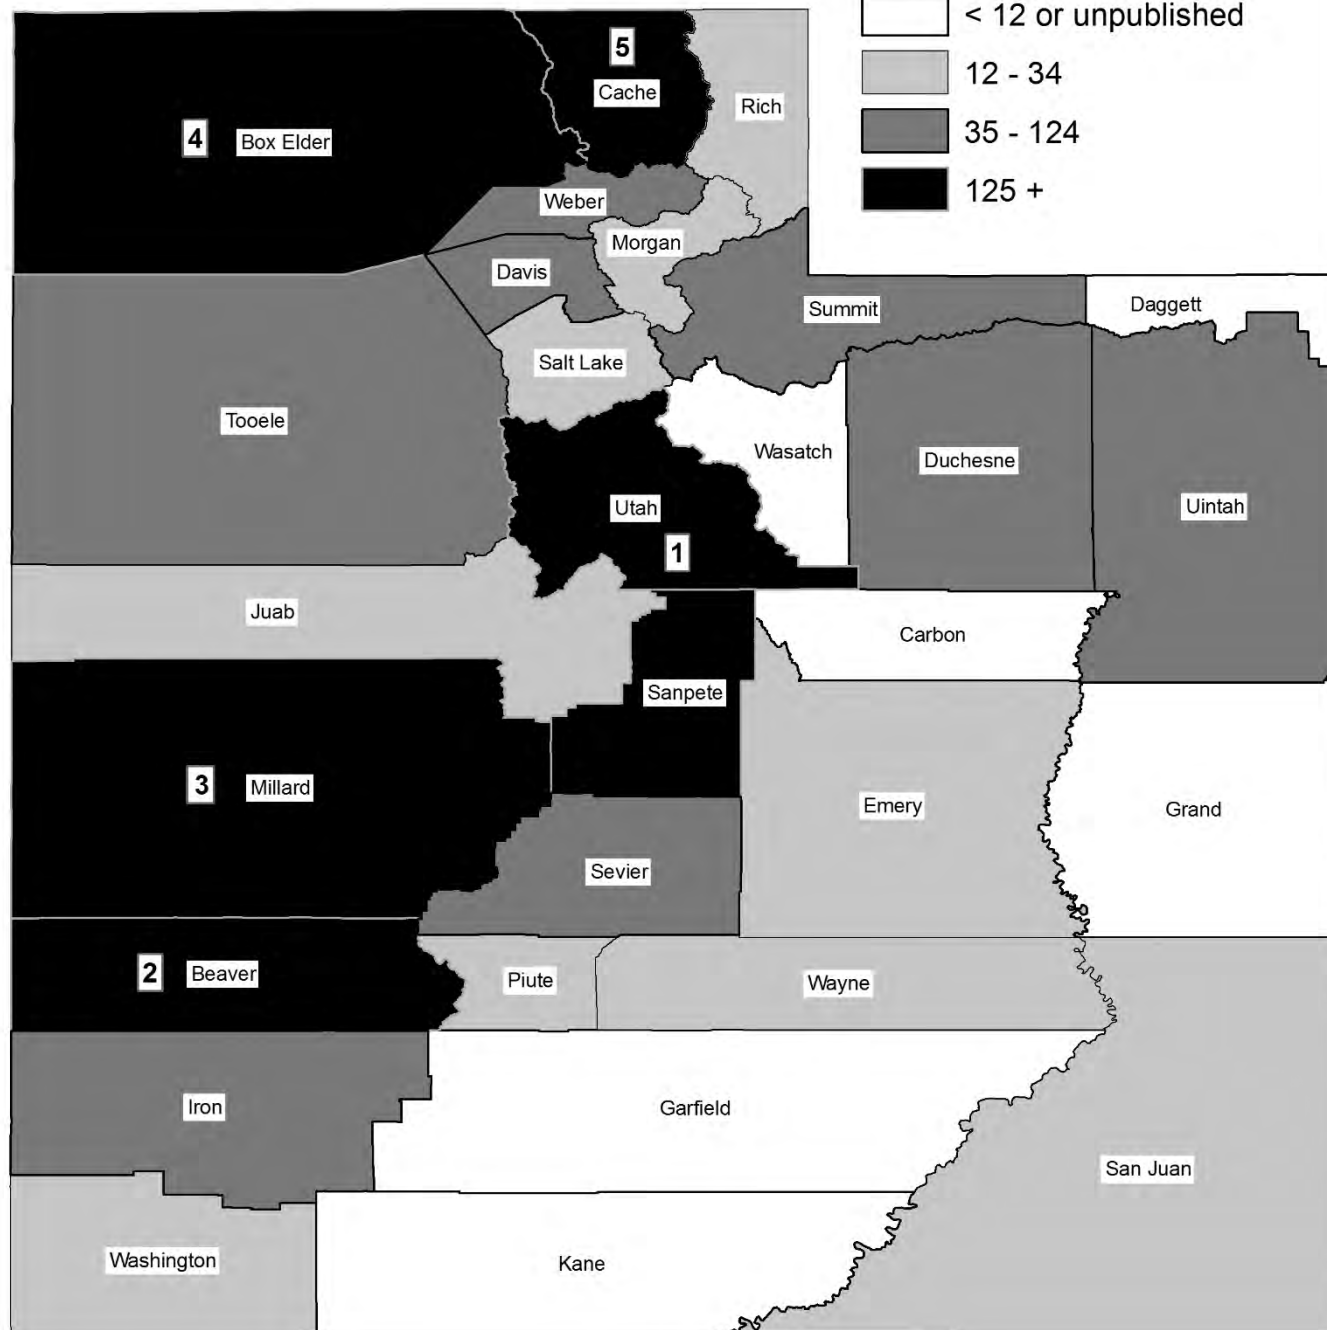 < 12 or unpublished
12 - 34
35 - 124
125 +
5
Cache
Rich
4 Box Elder
Weber
Morgan
Davis
Summit
Daggett
Salt Lake
Tooele
Wasatch
Duchesne
Utah
Uintah
1
Juab
Carbon
Sanpete
3 Millard
Emery
Grand
Sevier
2 Beaver
Piute
Wayne
Iron
Garfield
San Juan
Washington
Kane